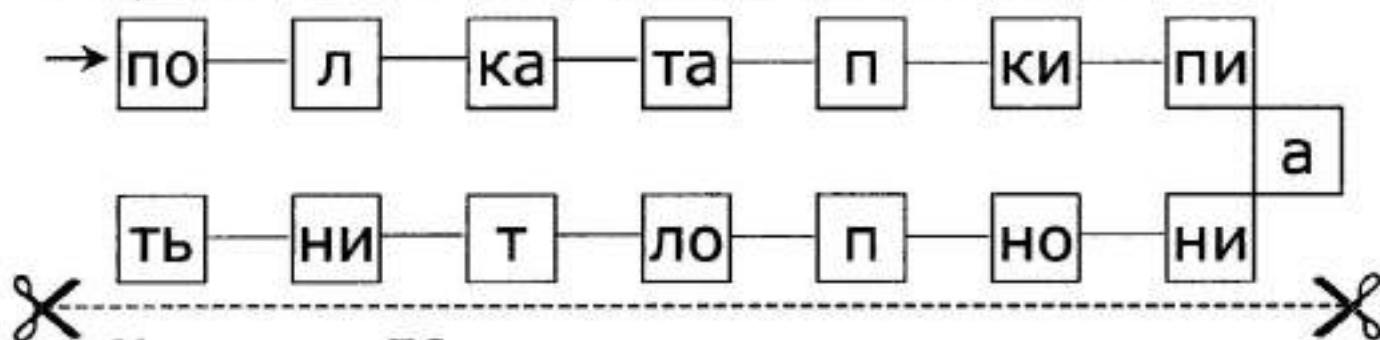 по л ка та п ки пи
а
ть ни т ло п но ни